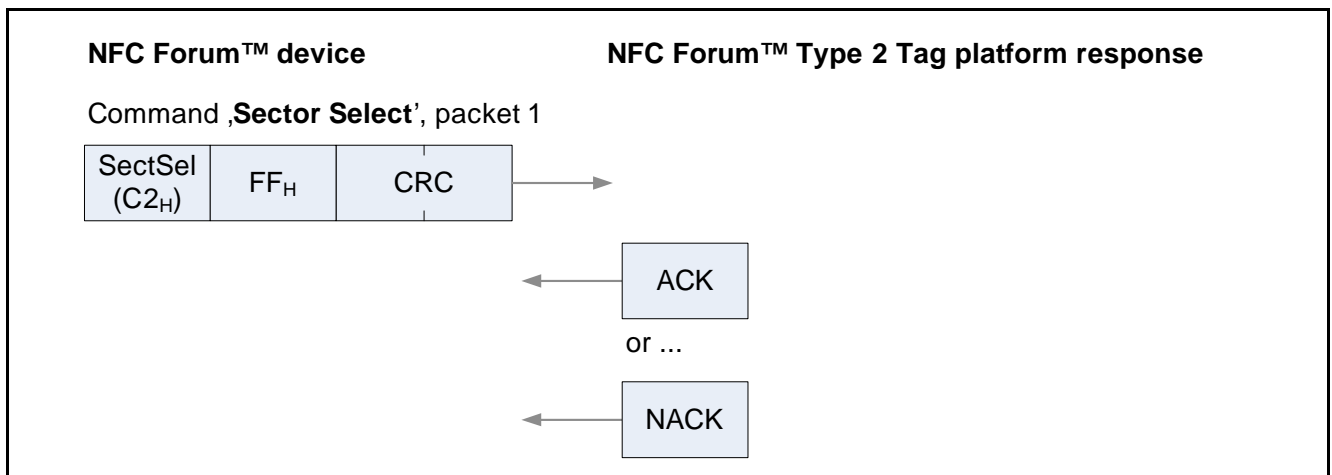 NFC Forum™ device
NFC Forum™ Type 2 Tag platform response
Command ‚Sector Select’, packet 1
SectSel
(C2H)
FFH
CRC
ACK
or ...
NACK